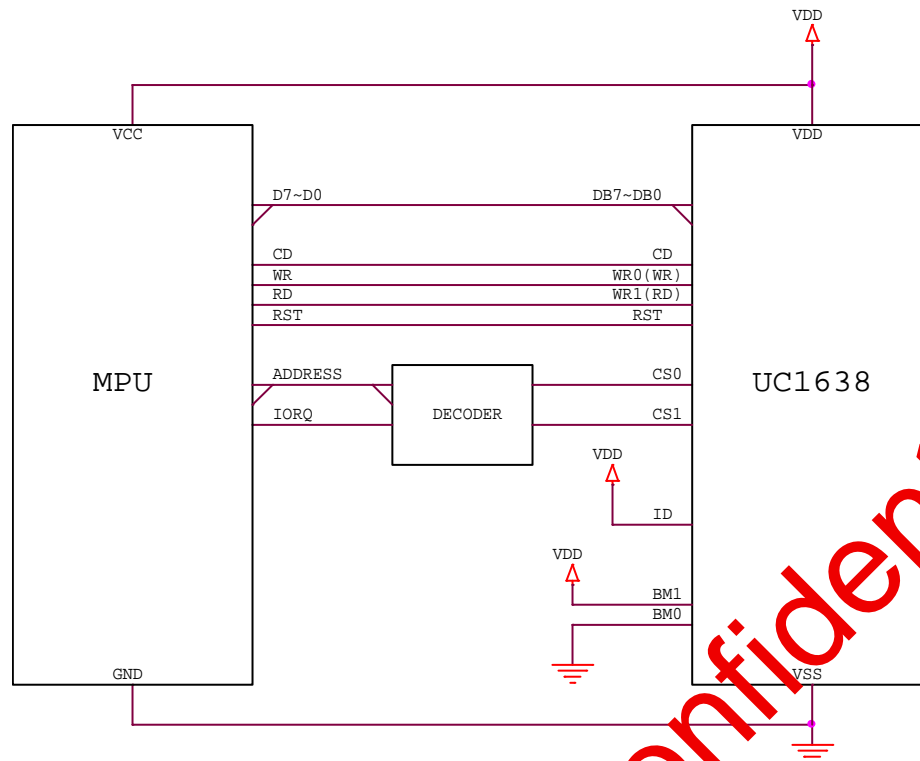 VDD
VCC
VDD
D7~D0 DB7~DB0
CD CD
WR WR0(WR)
RD WR1(RD)
RST RST
MPU
ADDRESS CS0
UC1638
DECODER
IORQ CS1
VDD
ID
VDD
BM1
BM0
GND
VSS